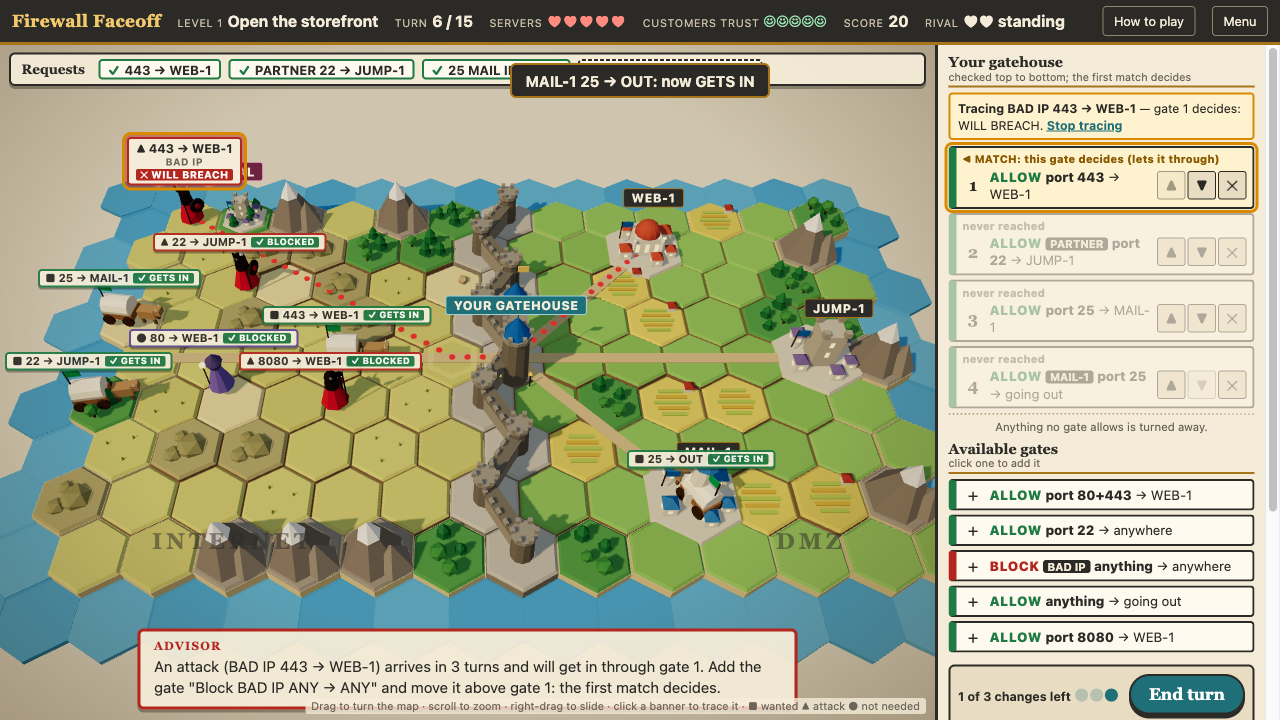 Firewall Faceoff
LEVEL 1 Open the storefront
TURN 6 / 15
SERVERS
CUSTOMERS TRUST
SCORE 20
RIVAL standing
How to play
Menu
Requests
✓ 443 → WEB-1
✓ PARTNER 22 → JUMP-1
✓ 25 MAIL
MAIL-1 25 → OUT: now GETS IN
▲ 443 → WEB-1
BAD IP
✕ WILL BREACH
L
WEB-1
▲ 22 → JUMP-1 ✓ BLOCKED
■ 25 → MAIL-1 ✓ GETS IN
YOUR GATEHOUSE
JUMP-1
■ 443 → WEB-1 ✓ GETS IN
● 80 → WEB-1 ✓ BLOCKED
■ 22 → JUMP-1 ✓ GETS IN
▲ 8080 → WEB-1 ✓ BLOCKED
■ 25 → OUT ✓ GETS IN
INTERNET
DMZ
ADVISOR
An attack (BAD IP 443 → WEB-1) arrives in 3 turns and will get in through gate 1. Add the
gate "Block BAD IP ANY → ANY" and move it above gate 1: the first match decides.
Drag to turn the map · scroll to zoom · right-drag to slide · click a banner to trace it · ■ wanted ▲ attack ● not needed
Your gatehouse
checked top to bottom; the first match decides
Tracing BAD IP 443 → WEB-1 — gate 1 decides:
WILL BREACH. Stop tracing
◄ MATCH: this gate decides (lets it through)
1 ALLOW port 443 →
WEB-1
never reached
2 ALLOW PARTNER port
22 → JUMP-1
never reached
3 ALLOW port 25 → MAIL-
1
never reached
4 ALLOW MAIL-1 port 25
→ going out
Anything no gate allows is turned away.
Available gates
click one to add it
+ ALLOW port 80+443 → WEB-1
+ ALLOW port 22 → anywhere
+ BLOCK BAD IP anything → anywhere
+ ALLOW anything → going out
+ ALLOW port 8080 → WEB-1
1 of 3 changes left
End turn